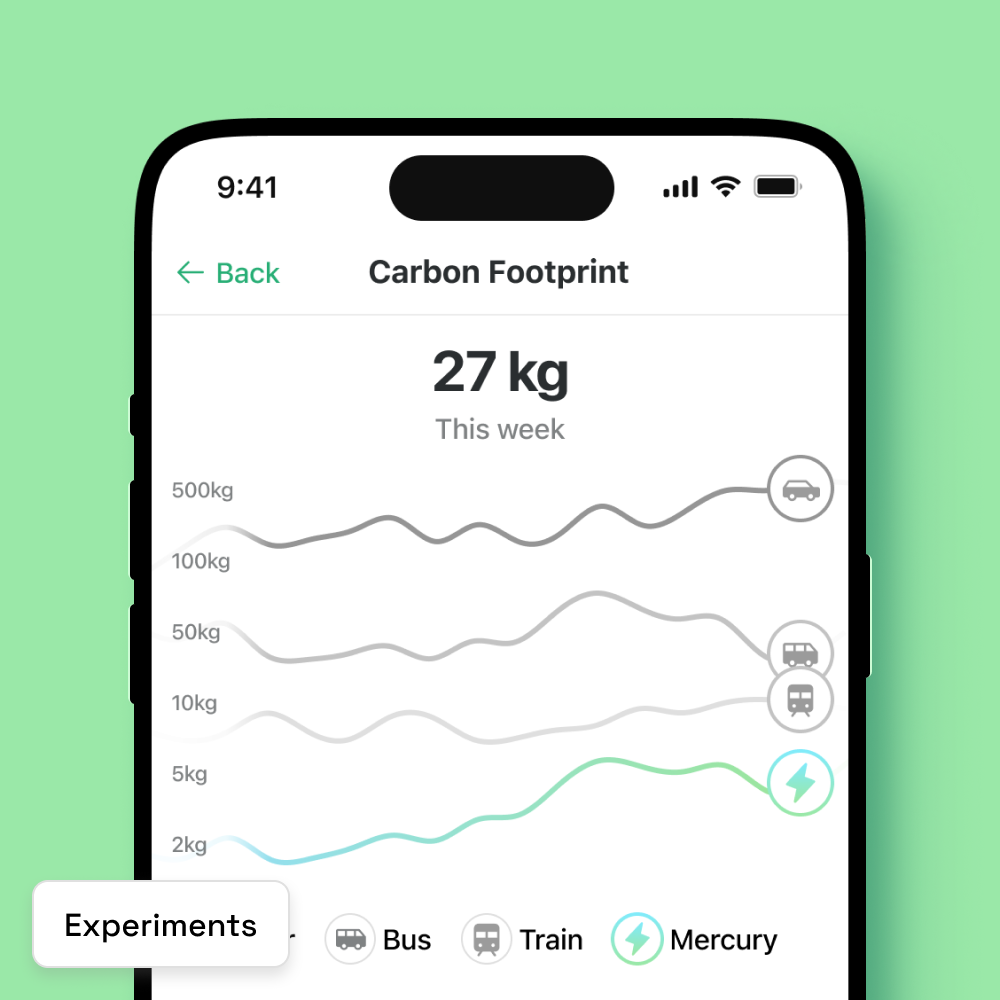 9:41
Back
Carbon Footprint
27 kg
This week
500kg
100kg
50kg
10kg
5kg
2kg
Experiments
Bus
Train
Mercury